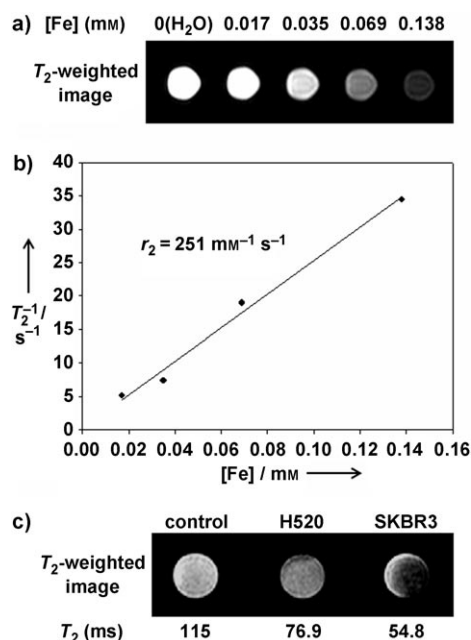 a) [Fe] (mM) 0(H₂O) 0.017 0.035 0.069 0.138
T₂-weighted
image
b)
40
35
30
25
20
15
10
5
0
r₂ = 251 mM⁻¹ s⁻¹
T₂⁻¹/
s⁻¹
0.00 0.02 0.04 0.06 0.08 0.10 0.12 0.14 0.16
[Fe] / mM
c) control H520 SKBR3
T₂-weighted
image
T₂ (ms) 115 76.9 54.8